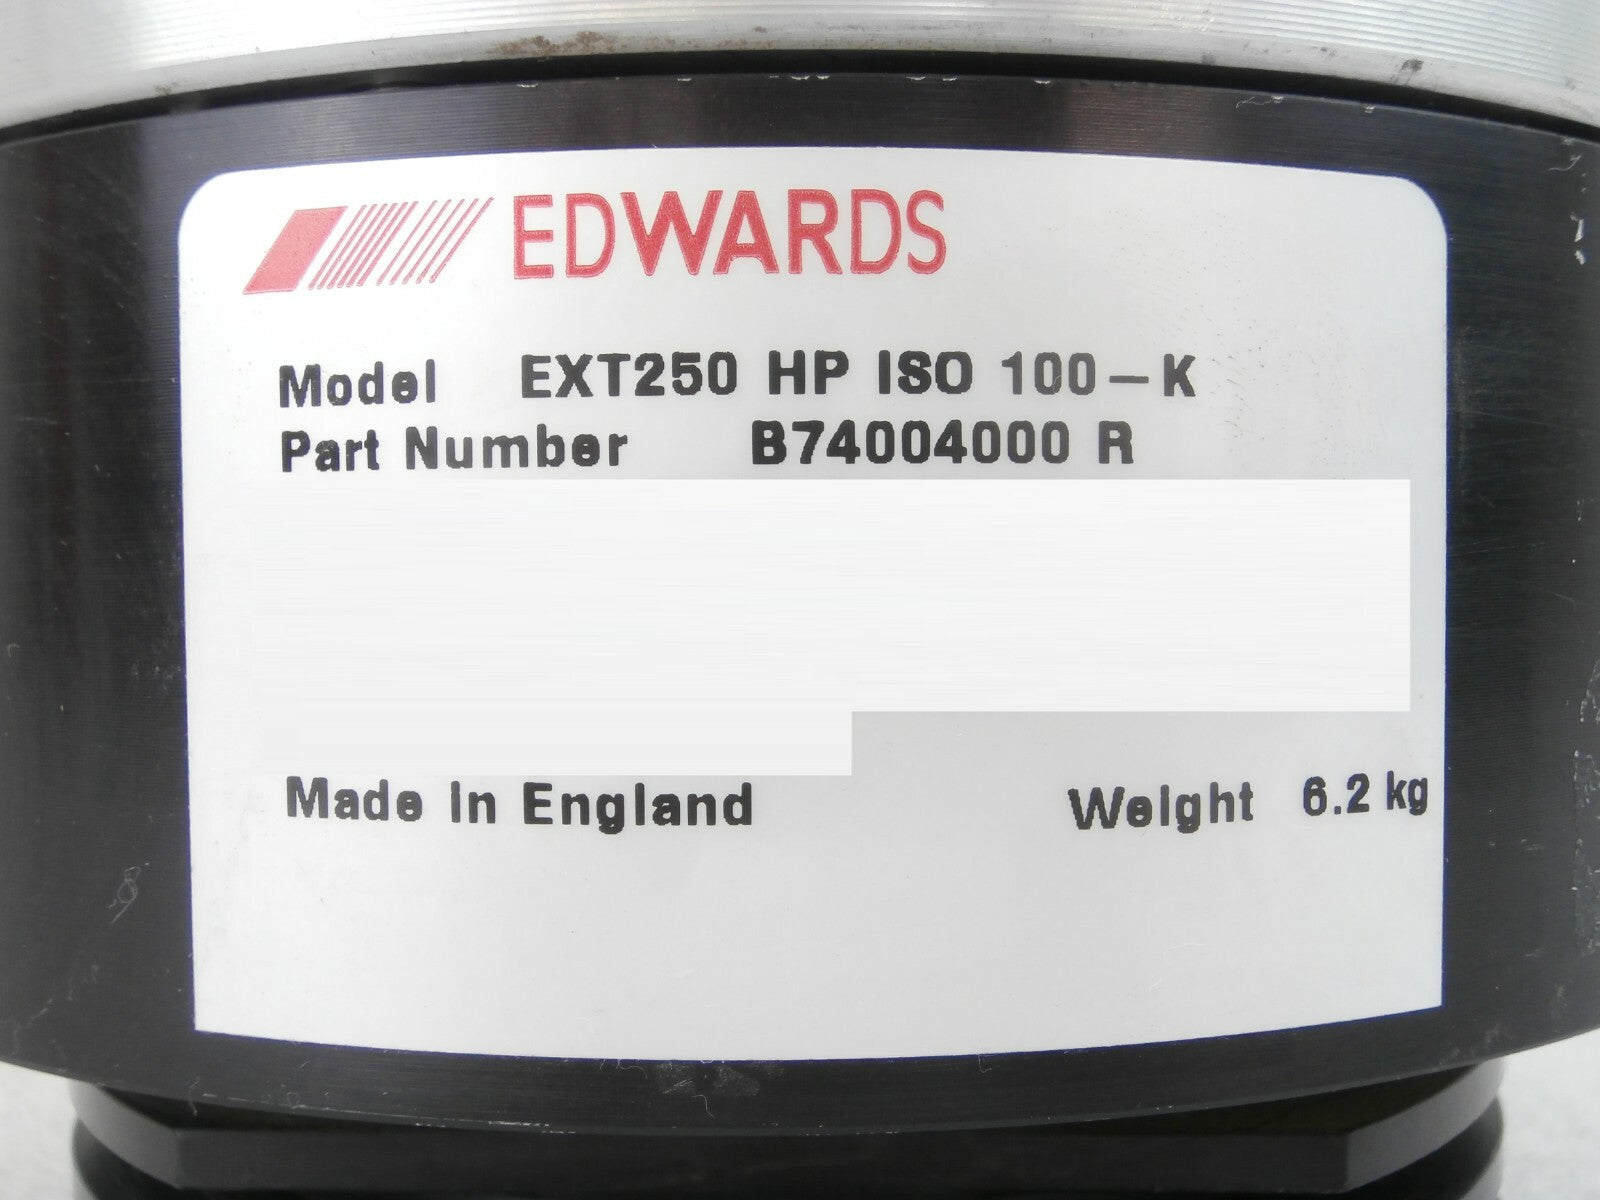 EDWARDS
Model EXT250 HP ISO 100-K
Part Number B74004000 R
Made in England Weight 6.2 kg